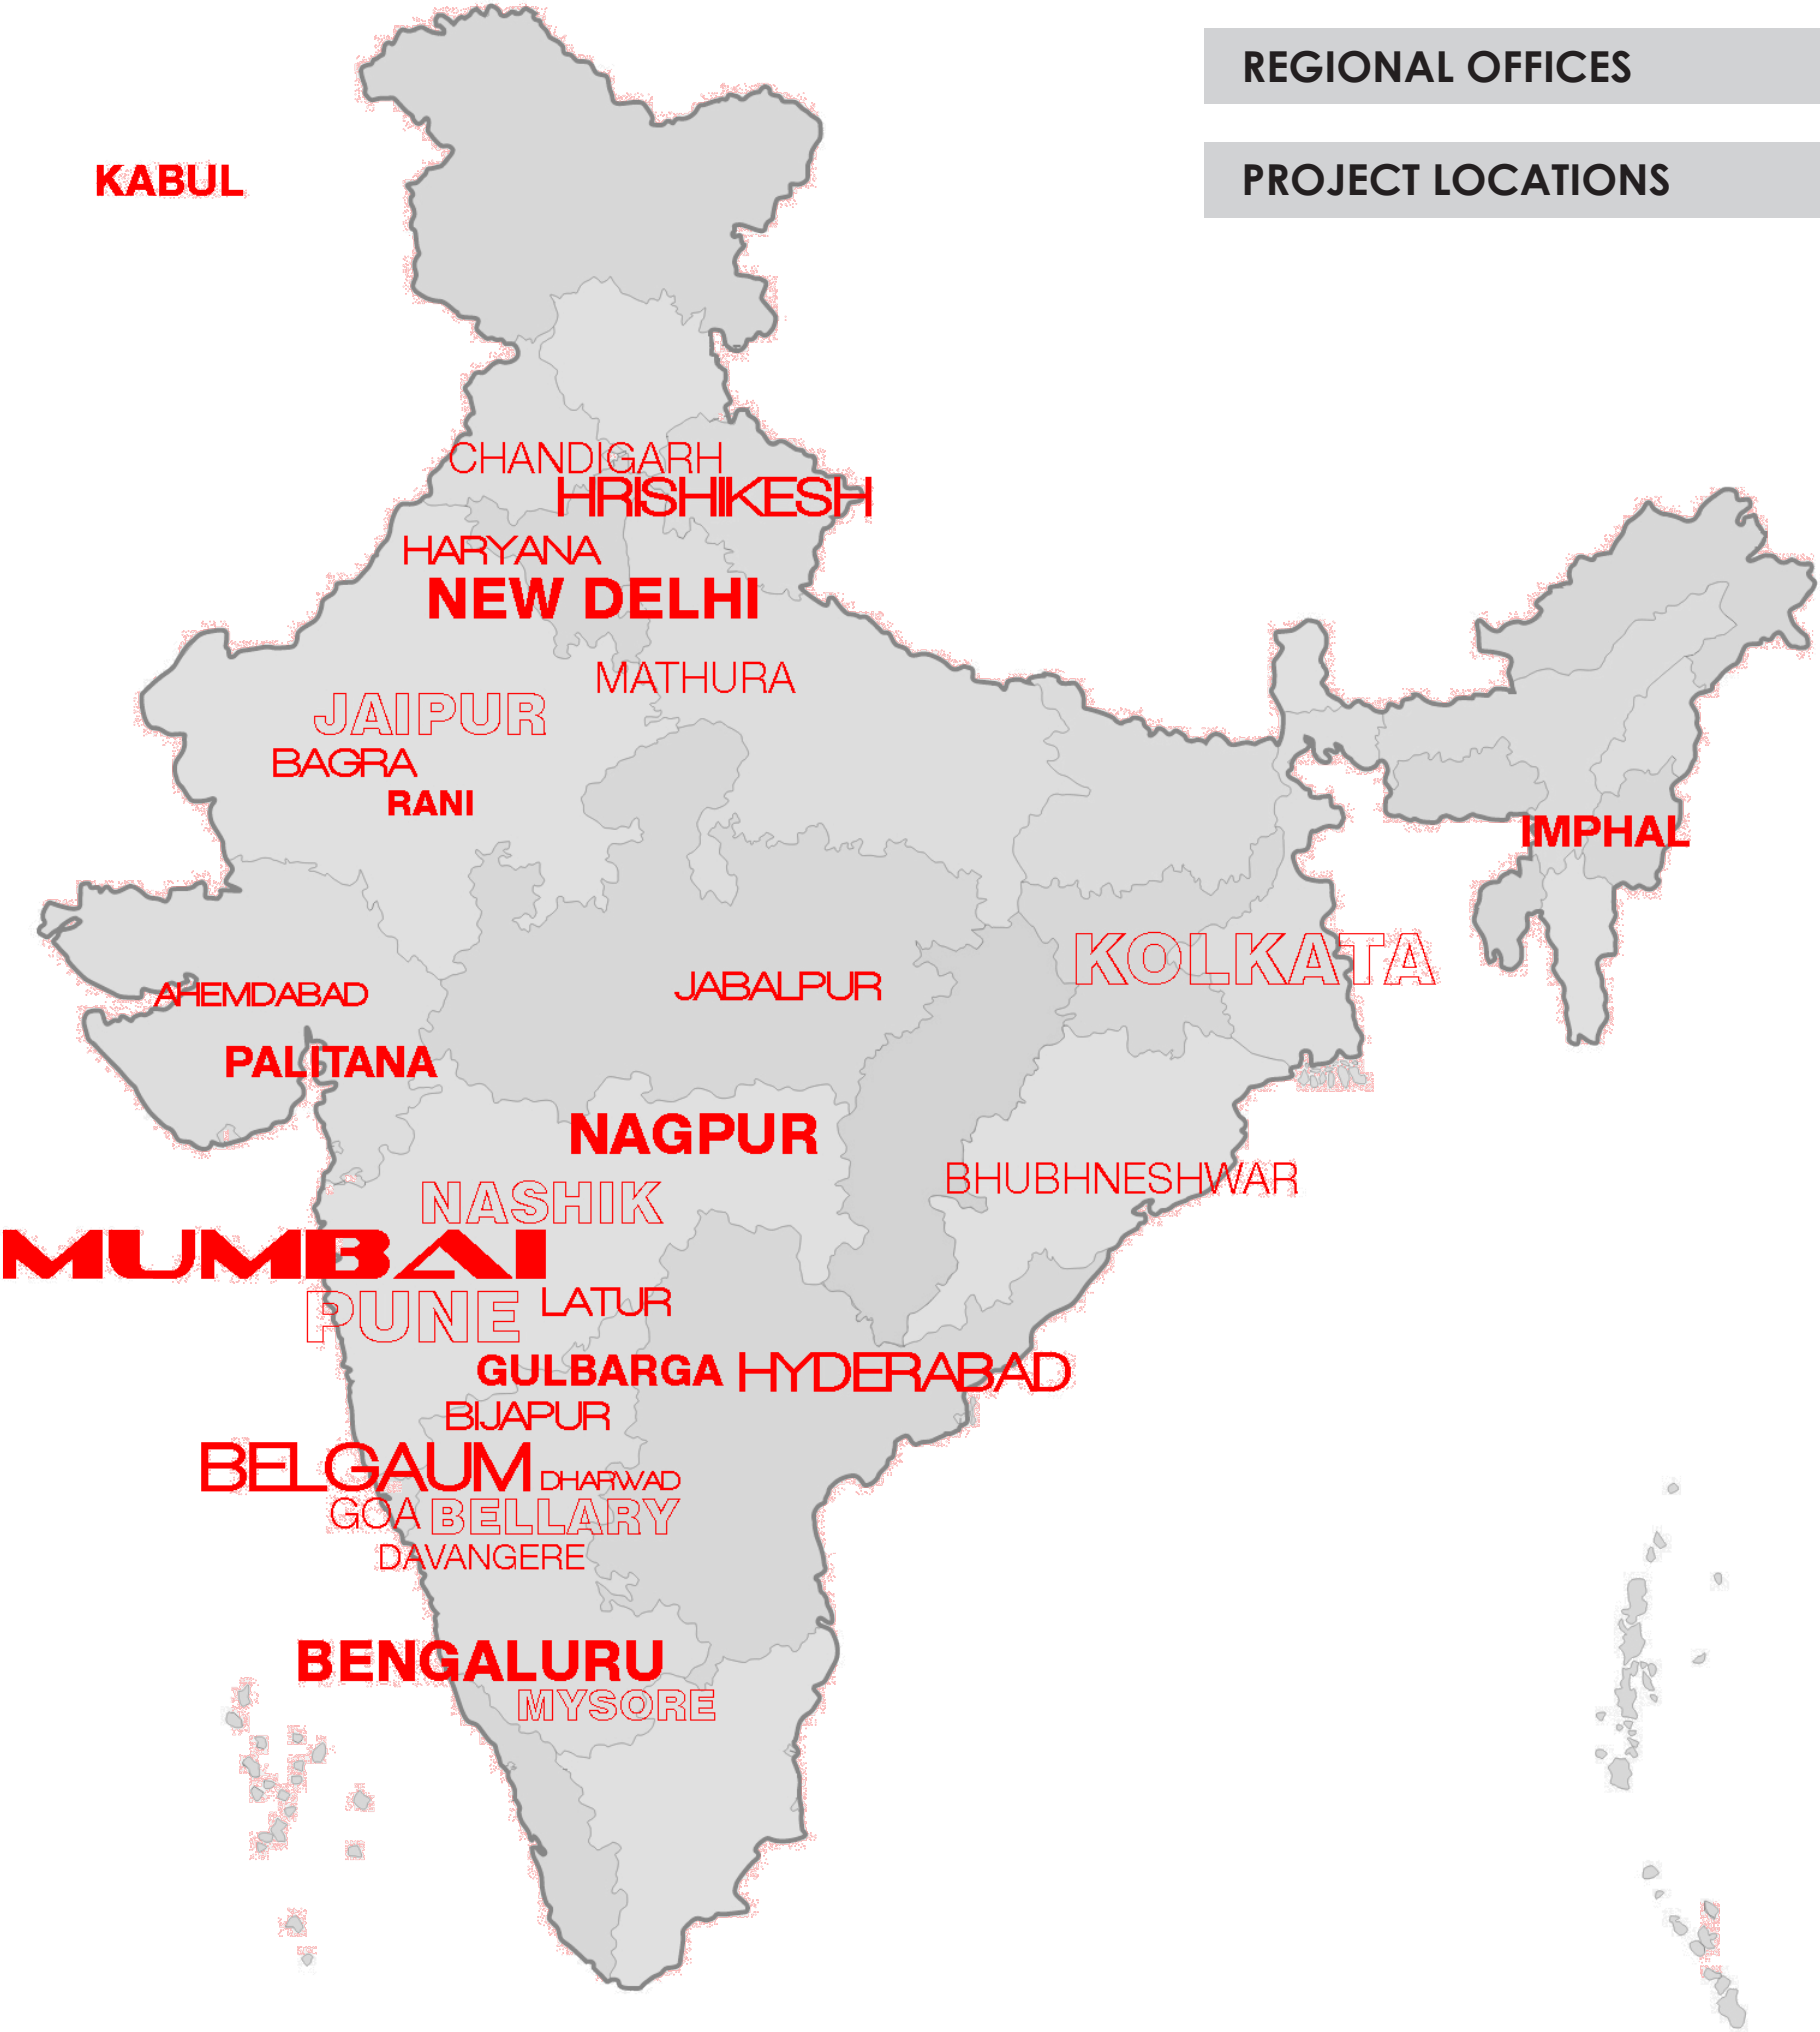 REGIONAL OFFICES
PROJECT LOCATIONS
KABUL
CHANDIGARH
HRISHIKESH
HARYANA
NEW DELHI
MATHURA
JAIPUR
BAGRA
RANI
IMPHAL
KOLKATA
JABALPUR
AHEMDABAD
PALITANA
NAGPUR
BHUBHNESHWAR
NASHIK
MUMBAI
PUNE LATUR
GULBARGA HYDERABAD
BIJAPUR
BELGAUM DHARWAD
GOA BELLARY
DAVANGERE
BENGALURU
MYSORE